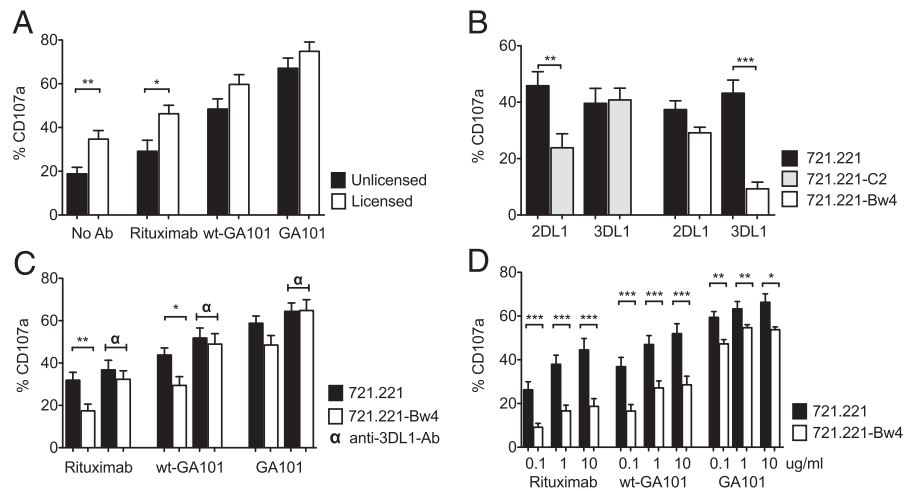 A
% CD107a
80
60
40
20
0
** *
No Ab Rituximab wt-GA101 GA101
Unlicensed
Licensed
B
% CD107a
60
40
20
0
** ***
2DL1 3DL1 2DL1 3DL1
721.221
721.221-C2
721.221-Bw4
C
% CD107a
80
60
40
20
0
** α * α α
Rituximab wt-GA101 GA101
721.221
721.221-Bw4
α anti-3DL1-Ab
D
% CD107a
80
60
40
20
0
*** *** *** *** *** *** ** ** *
0.1 1 10 0.1 1 10 0.1 1 10 ug/ml
Rituximab wt-GA101 GA101
721.221
721.221-Bw4